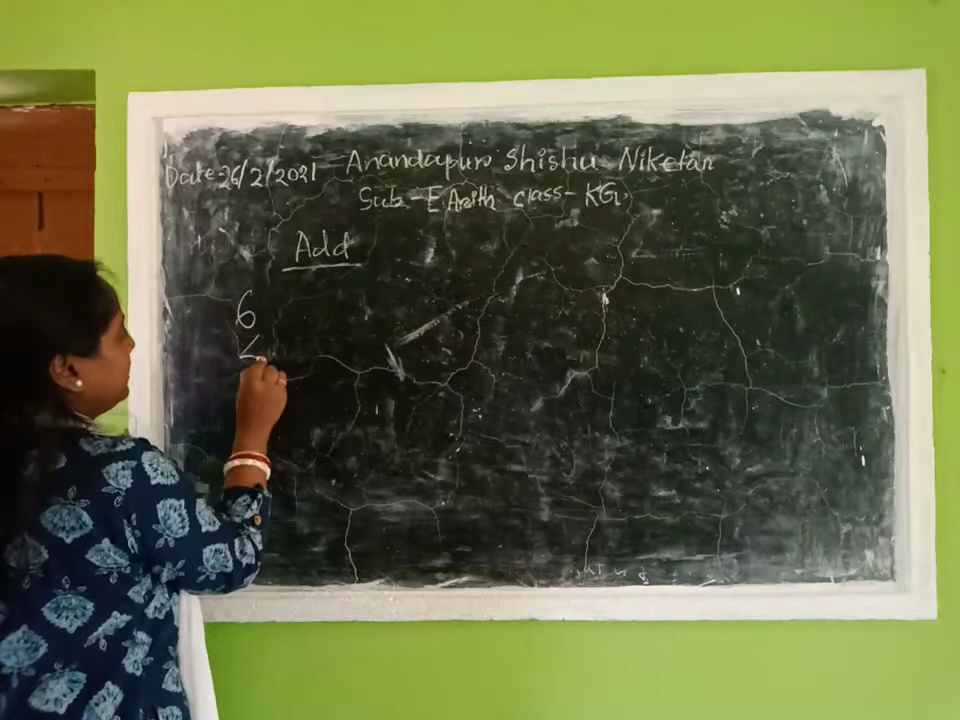 Date-26/2/2021 Anandapur Shishu Niketan
Sub-E.Arith class-KG.
Add
6